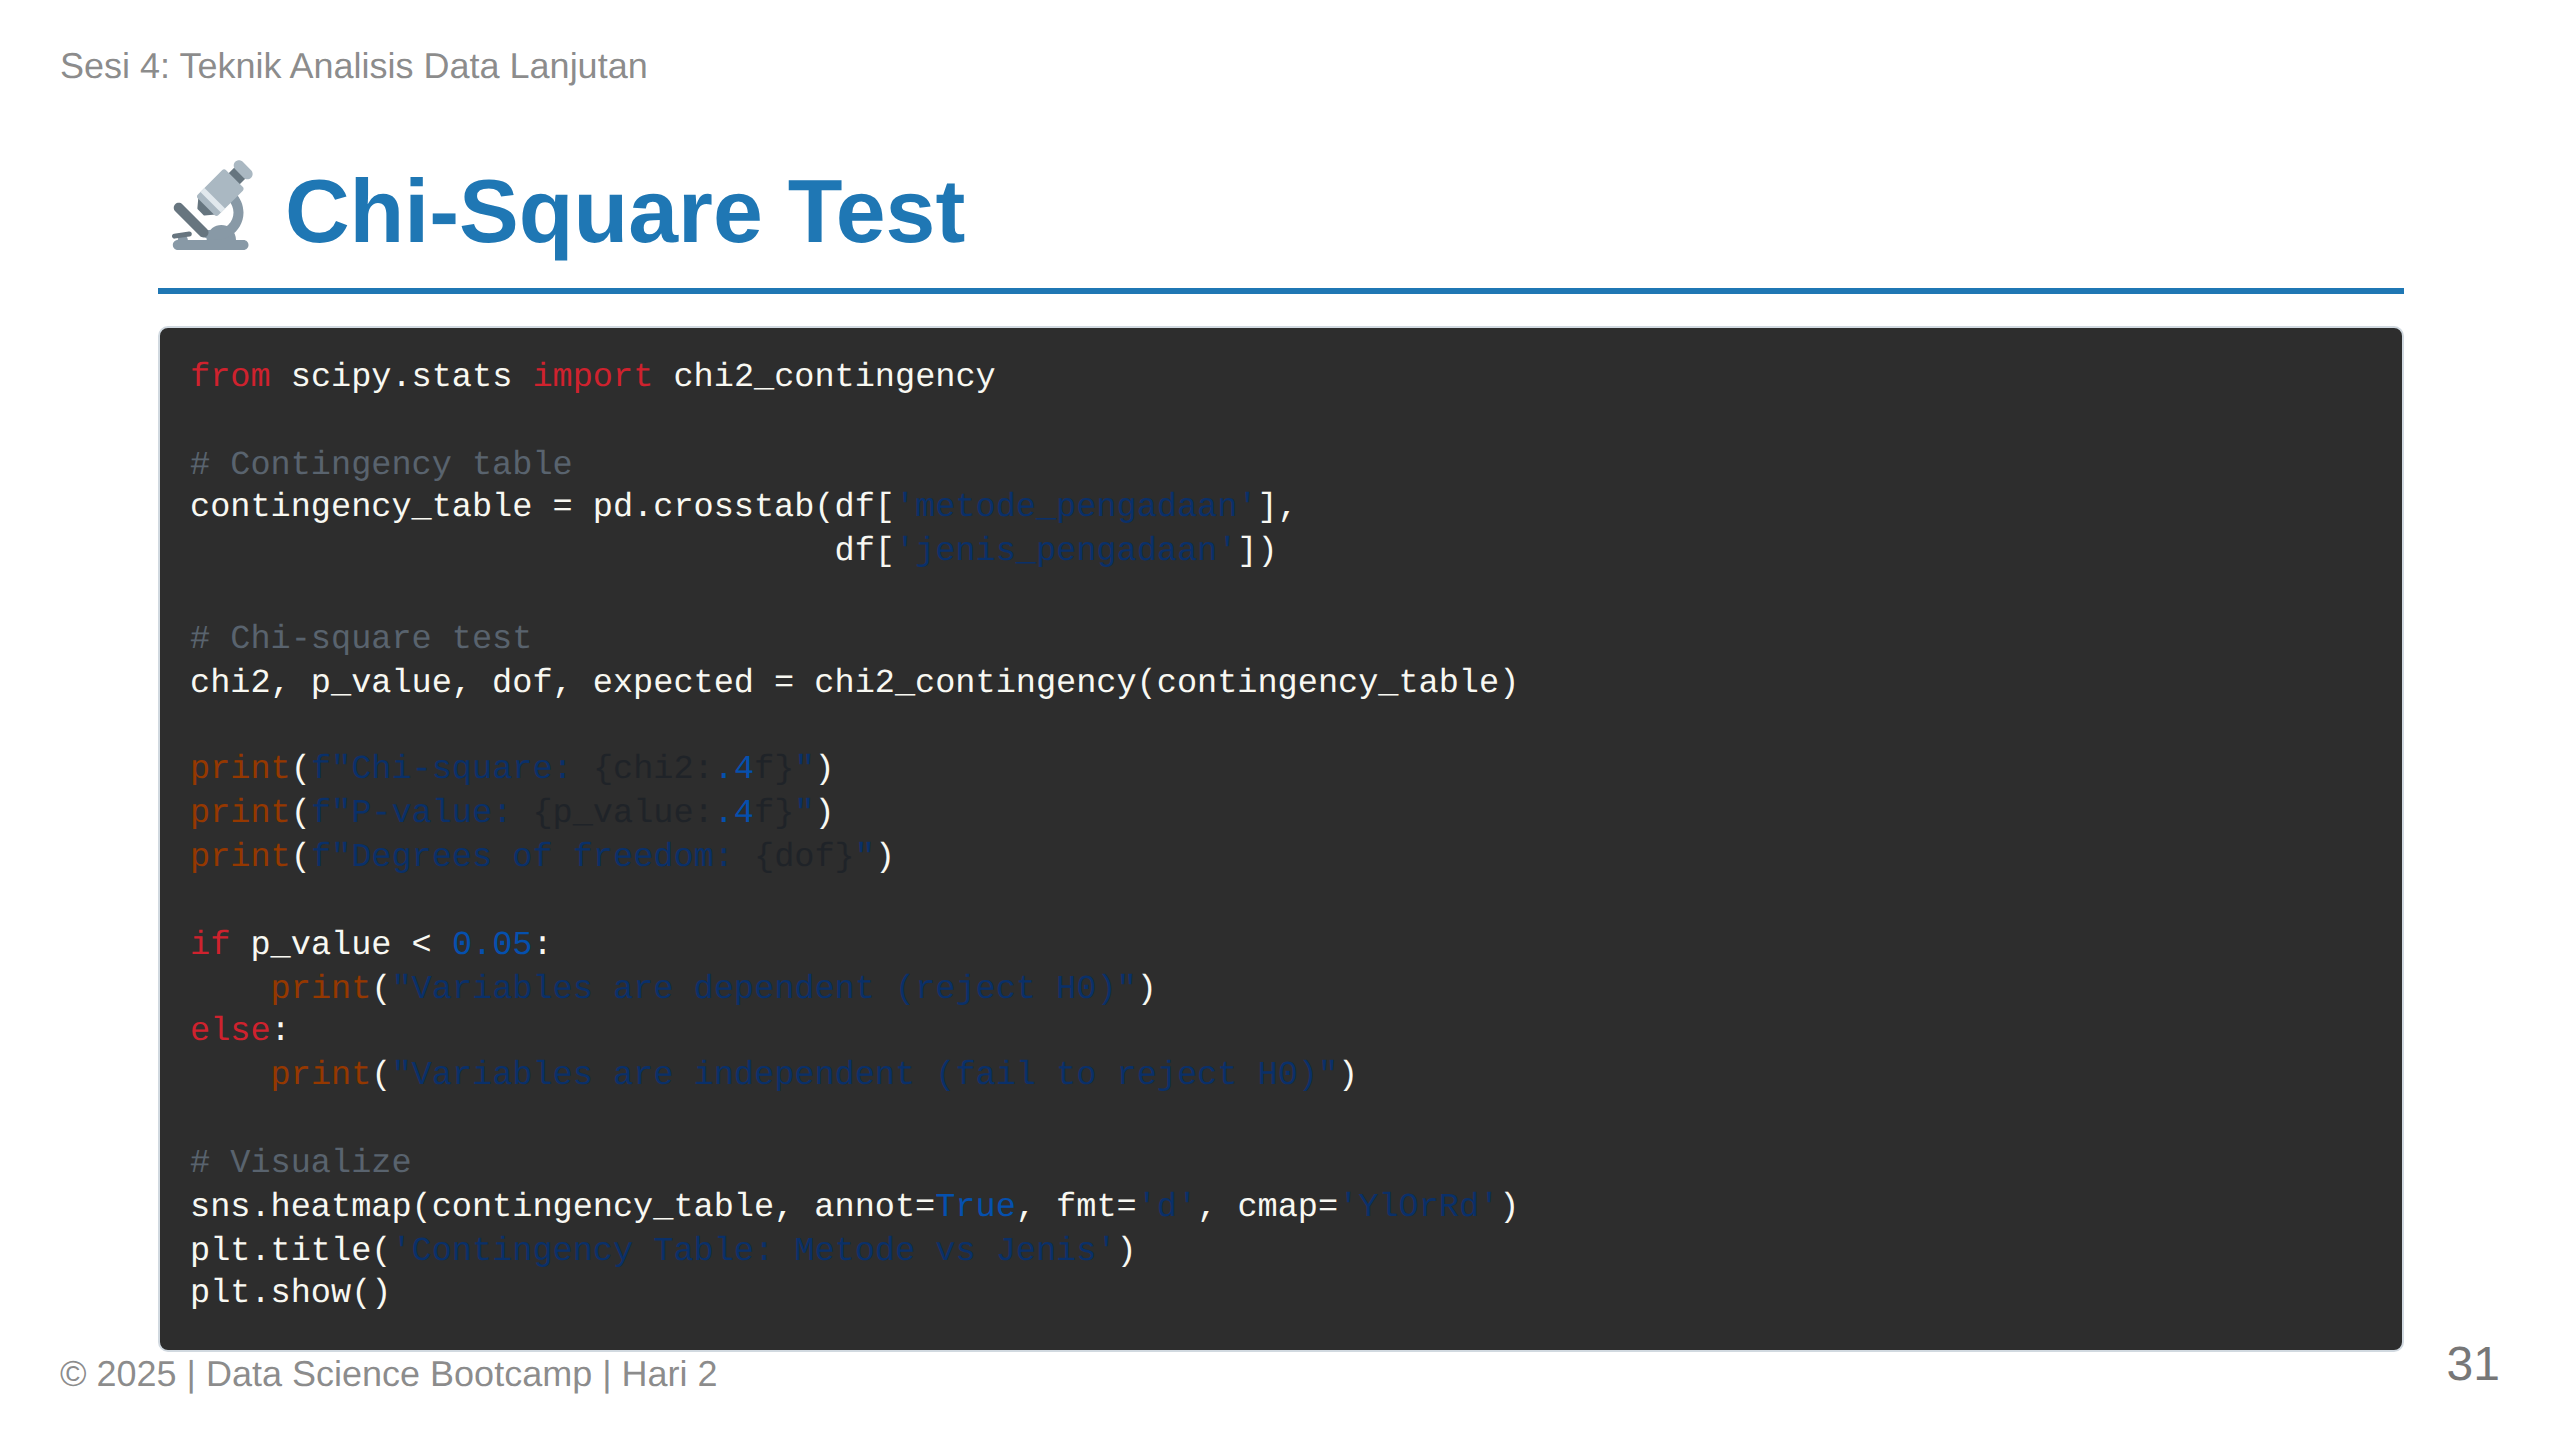 Sesi 4: Teknik Analisis Data Lanjutan
Chi-Square Test
from scipy.stats import chi2_contingency
# Contingency table
contingency_table = pd.crosstab(df['metode_pengadaan'],
                                df['jenis_pengadaan'])
# Chi-square test
chi2, p_value, dof, expected = chi2_contingency(contingency_table)
print(f"Chi-square: {chi2:.4f}")
print(f"P-value: {p_value:.4f}")
print(f"Degrees of freedom: {dof}")
if p_value < 0.05:
    print("Variables are dependent (reject H0)")
else:
    print("Variables are independent (fail to reject H0)")
# Visualize
sns.heatmap(contingency_table, annot=True, fmt='d', cmap='YlOrRd')
plt.title('Contingency Table: Metode vs Jenis')
plt.show()
© 2025 | Data Science Bootcamp | Hari 2
31